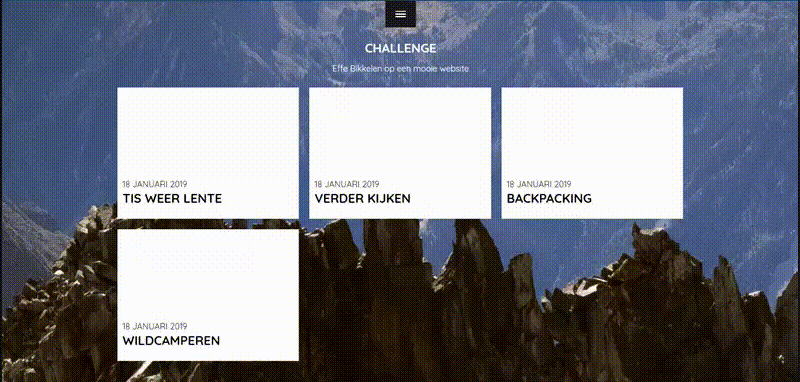 CHALLENGE
Effe Bikkelen op een mooie website
18 JANUARI 2019
TIS WEER LENTE
18 JANUARI 2019
VERDER KIJKEN
18 JANUARI 2019
BACKPACKING
18 JANUARI 2019
WILDCAMPEREN